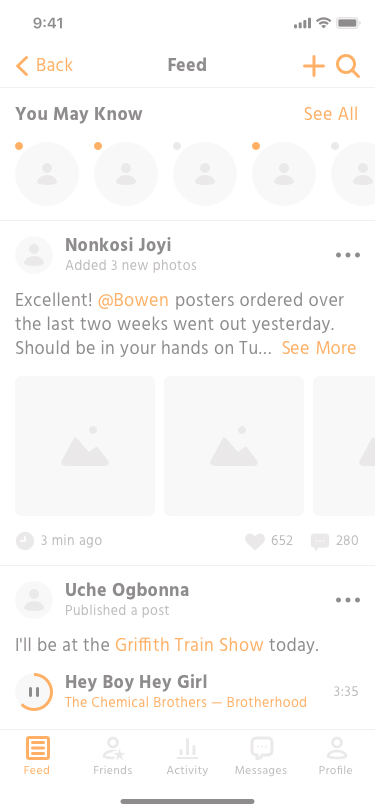 9:41
Back
Feed
You May Know
See All
Nonkosi Joyi
Added 3 new photos
Excellent! @Bowen posters ordered over
the last two weeks went out yesterday.
Should be in your hands on Tu... See More
3 min ago
652
280
Uche Ogbonna
Published a post
I'll be at the Griffith Train Show today.
Hey Boy Hey Girl
The Chemical Brothers — Brotherhood
3:35
Feed
Friends
Activity
Messages
Profile